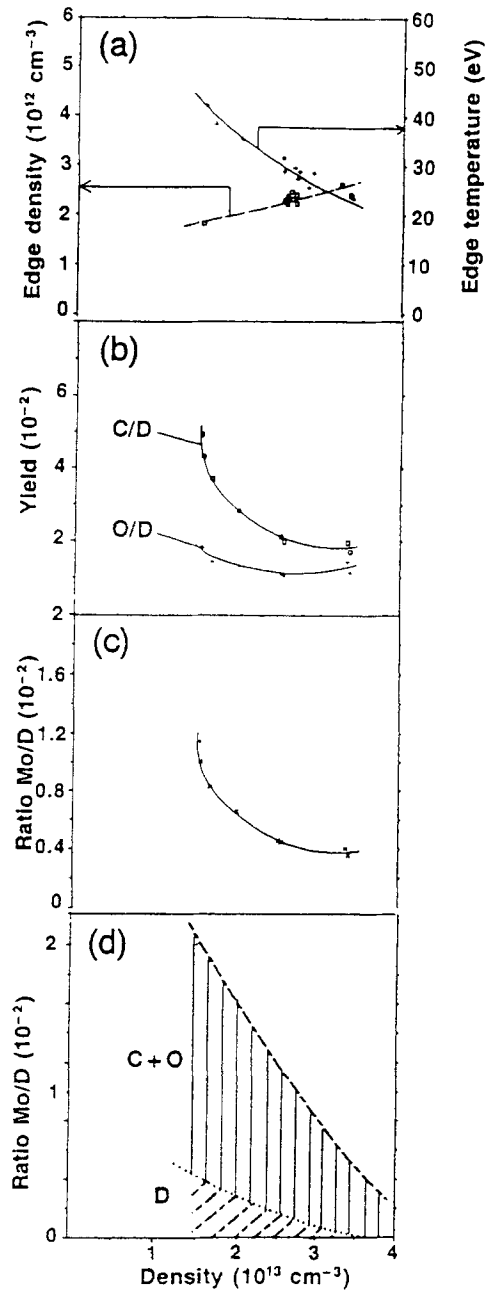 (a)
Edge density (10¹² cm⁻³)
6
5
4
3
2
1
0
Edge temperature (eV)
60
50
40
30
20
10
0
(b)
Yield (10⁻²)
6
4
2
C/D
O/D
(c)
Ratio Mo/D (10⁻²)
2
1.6
1.2
0.4
0
(d)
Ratio Mo/D (10⁻²)
2
1
0
C+O
D
1
2
3
4
Density (10¹³ cm⁻³)